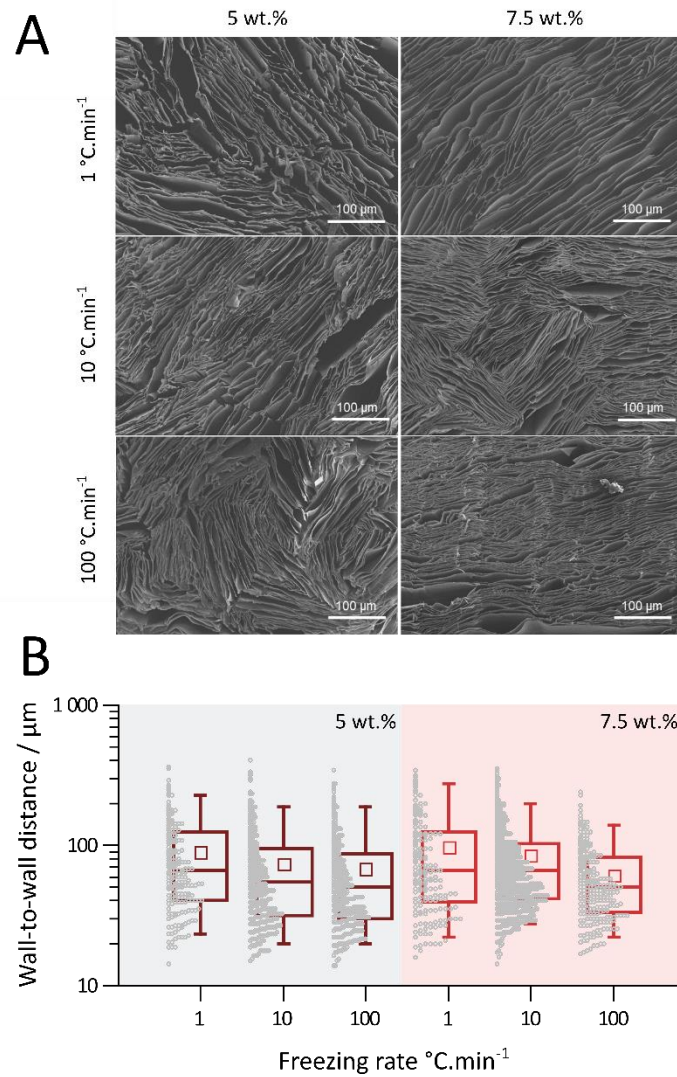 A
5 wt.%
7.5 wt.%
1 °C.min⁻¹
100 µm
100 µm
10 °C.min⁻¹
100 µm
100 µm
100 °C.min⁻¹
100 µm
100 µm
B
Wall-to-wall distance / µm
1 000
100
10
5 wt.%
7.5 wt.%
1
10
100
1
10
100
Freezing rate °C.min⁻¹